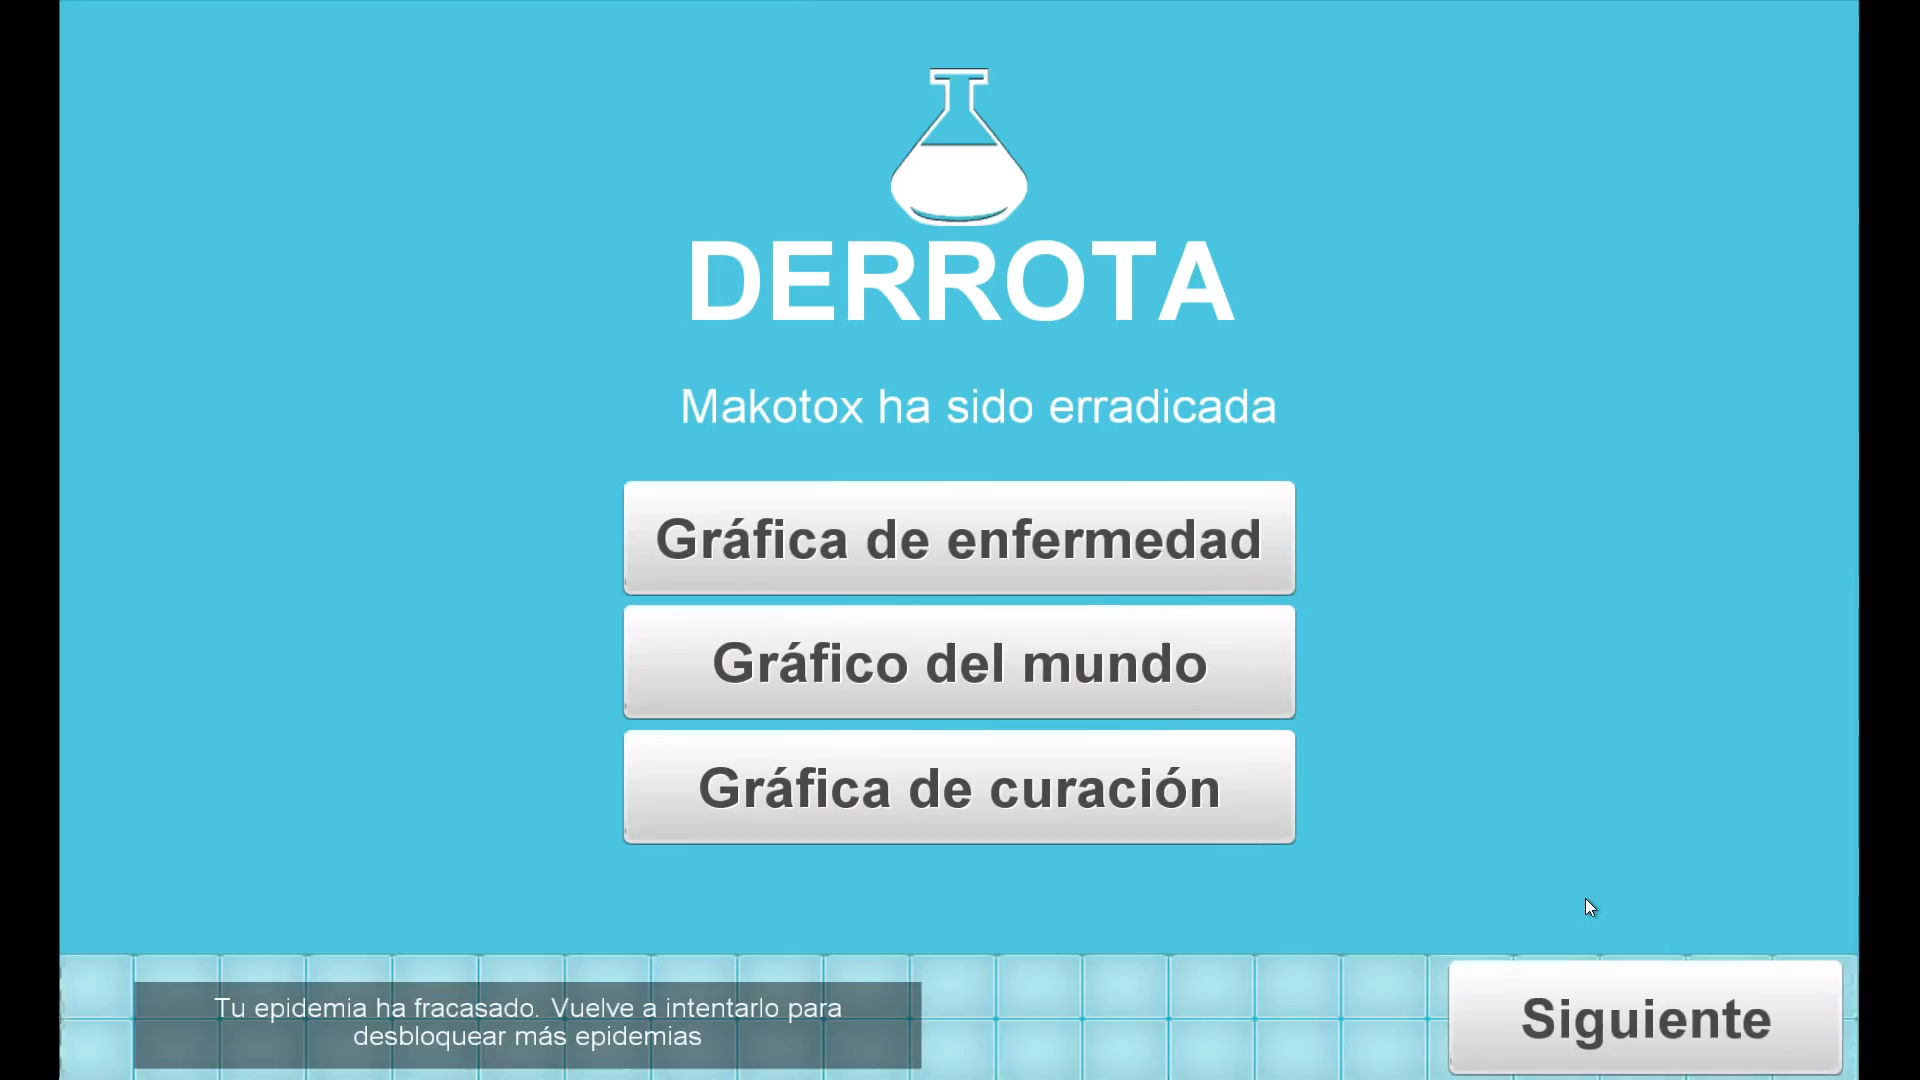 DERROTA
Makotox ha sido erradicada
Gráfica de enfermedad
Gráfico del mundo
Gráfica de curación
Tu epidemia ha fracasado. Vuelve a intentarlo para
desbloquear más epidemias
Siguiente